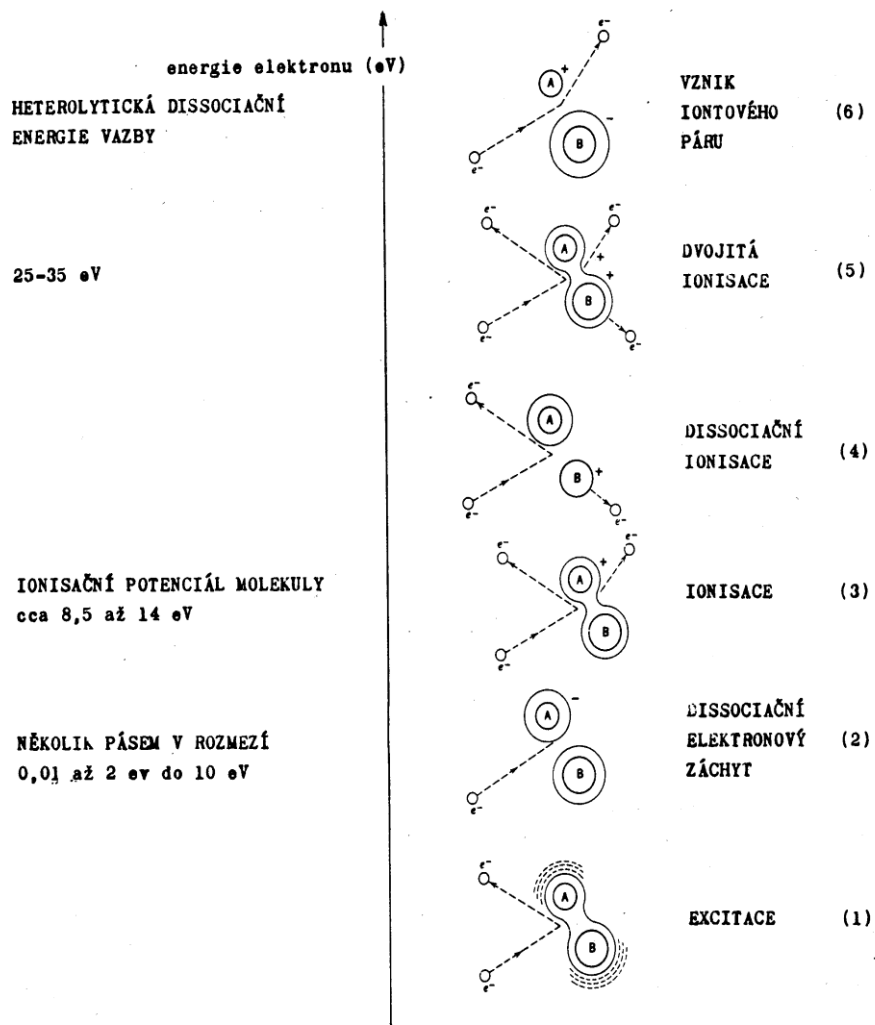 energie elektronu (eV)
HETEROLYTICKÁ DISSOCIAČNÍ
ENERGIE VAZBY
e-
A +
B -
e-
VZNIK
IONTOVÉHO
PÁRU
(6)
25-35 eV
e-
e-
A
+
+
B
e-
e-
DVOJITÁ
IONISACE
(5)
e-
A
B +
e-
e-
DISSOCIAČNÍ
IONISACE
(4)
IONISAČNÍ POTENCIÁL MOLEKULY
cca 8,5 až 14 eV
e-
e-
A +
B
e-
IONISACE
(3)
NĚKOLIK PÁSEM V ROZMEZÍ
0,01 až 2 ev do 10 eV
A -
B
e-
DISSOCIAČNÍ
ELEKTRONOVÝ
ZÁCHYT
(2)
e-
A
B
e-
EXCITACE
(1)